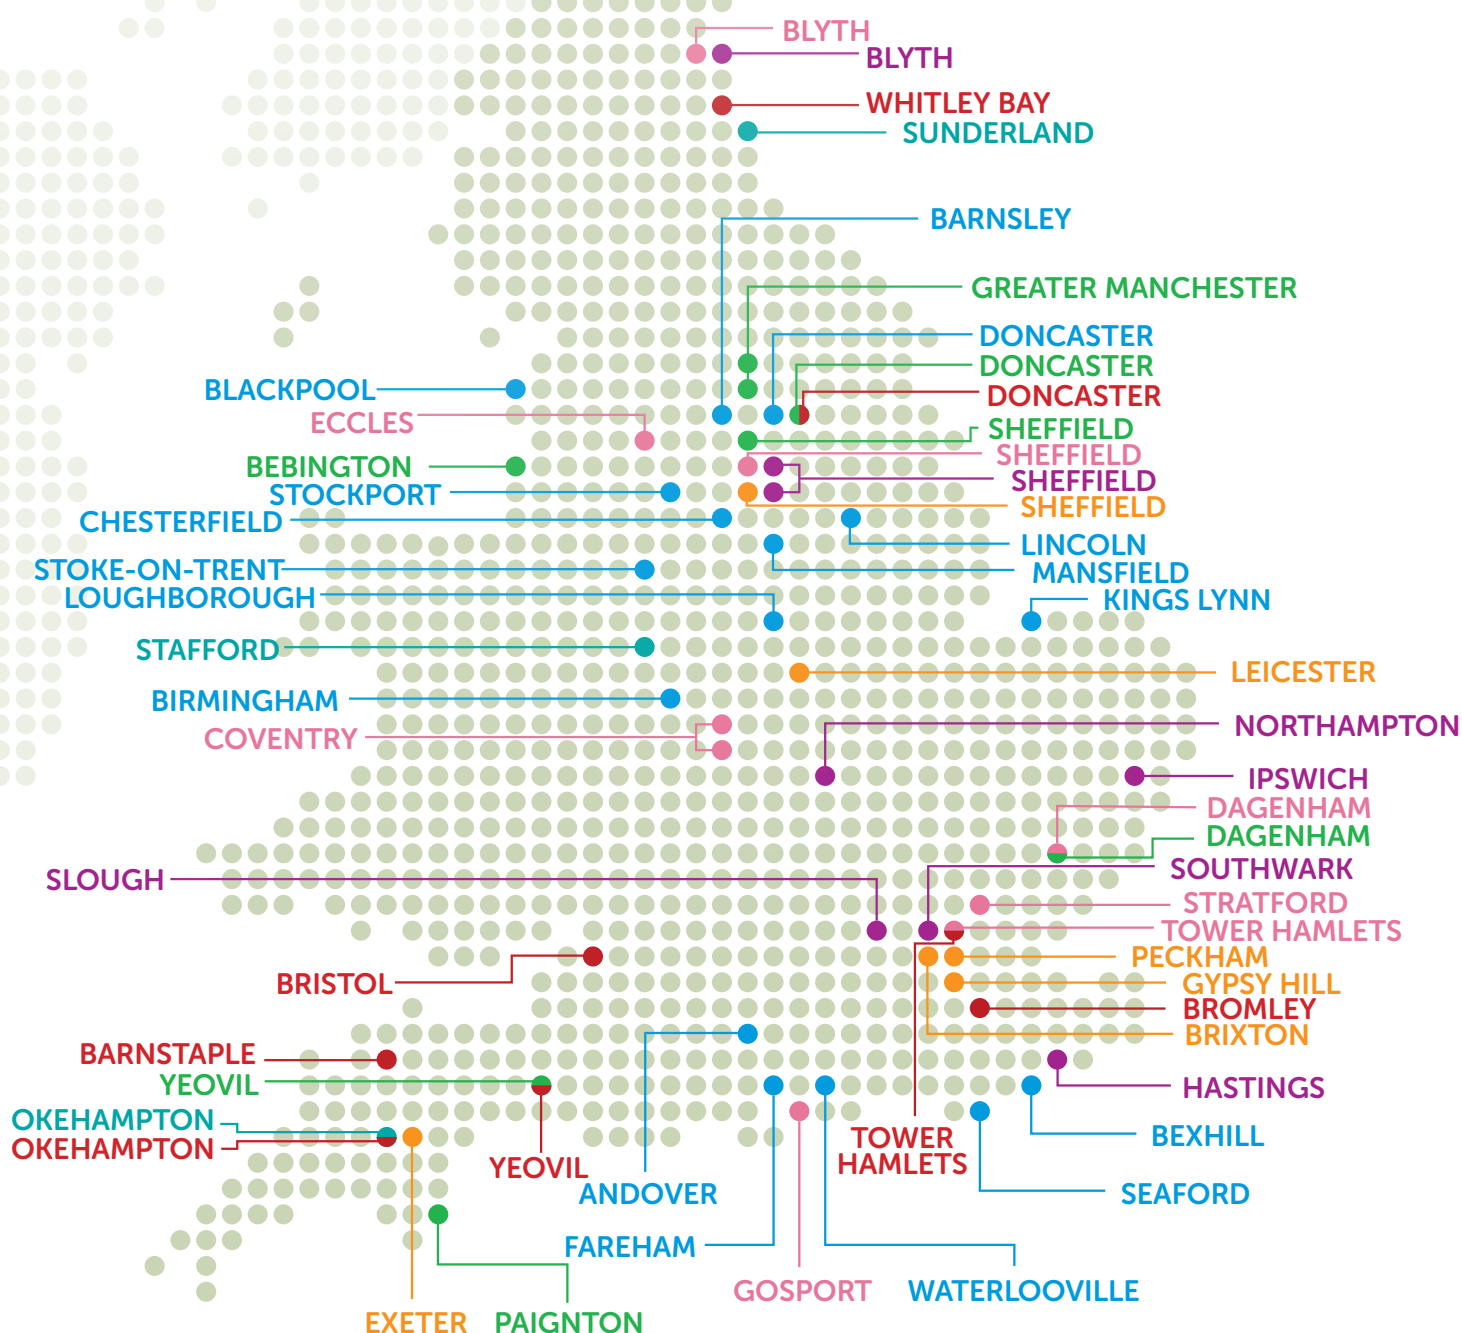 BLYTH
BLYTH
WHITLEY BAY
SUNDERLAND
BARNSLEY
GREATER MANCHESTER
DONCASTER
DONCASTER
BLACKPOOL
DONCASTER
ECCLES
SHEFFIELD
SHEFFIELD
BEBINGTON
SHEFFIELD
STOCKPORT
SHEFFIELD
CHESTERFIELD
LINCOLN
STOKE-ON-TRENT
MANSFIELD
LOUGHBOROUGH
KINGS LYNN
STAFFORD
LEICESTER
BIRMINGHAM
NORTHAMPTON
COVENTRY
IPSWICH
DAGENHAM
DAGENHAM
SOUTHWARK
SLOUGH
STRATFORD
TOWER HAMLETS
PECKHAM
BRISTOL
GYPSY HILL
BROMLEY
BRIXTON
BARNSTAPLE
YEOVIL
HASTINGS
OKEHAMPTON
OKEHAMPTON
TOWER
HAMLETS
BEXHILL
YEOVIL
ANDOVER
SEAFORD
FAREHAM
GOSPORT
WATERLOOVILLE
EXETER
PAIGNTON